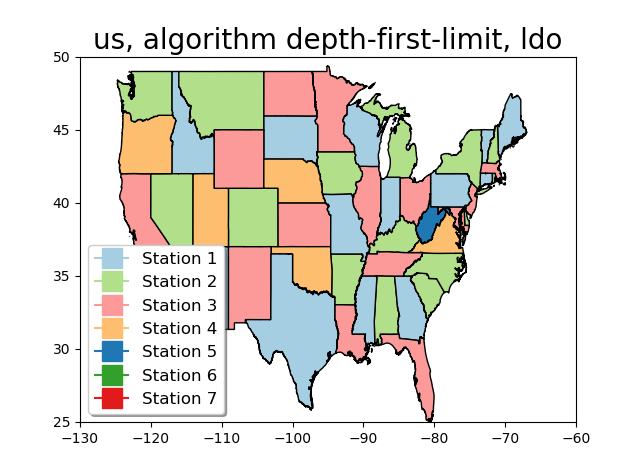 us, algorithm depth-first-limit, ldo
50
45
40
35
30
25
Station 1
Station 2
Station 3
Station 4
Station 5
Station 6
Station 7
−130 −120 −110 −100 −90 −80 −70 −60